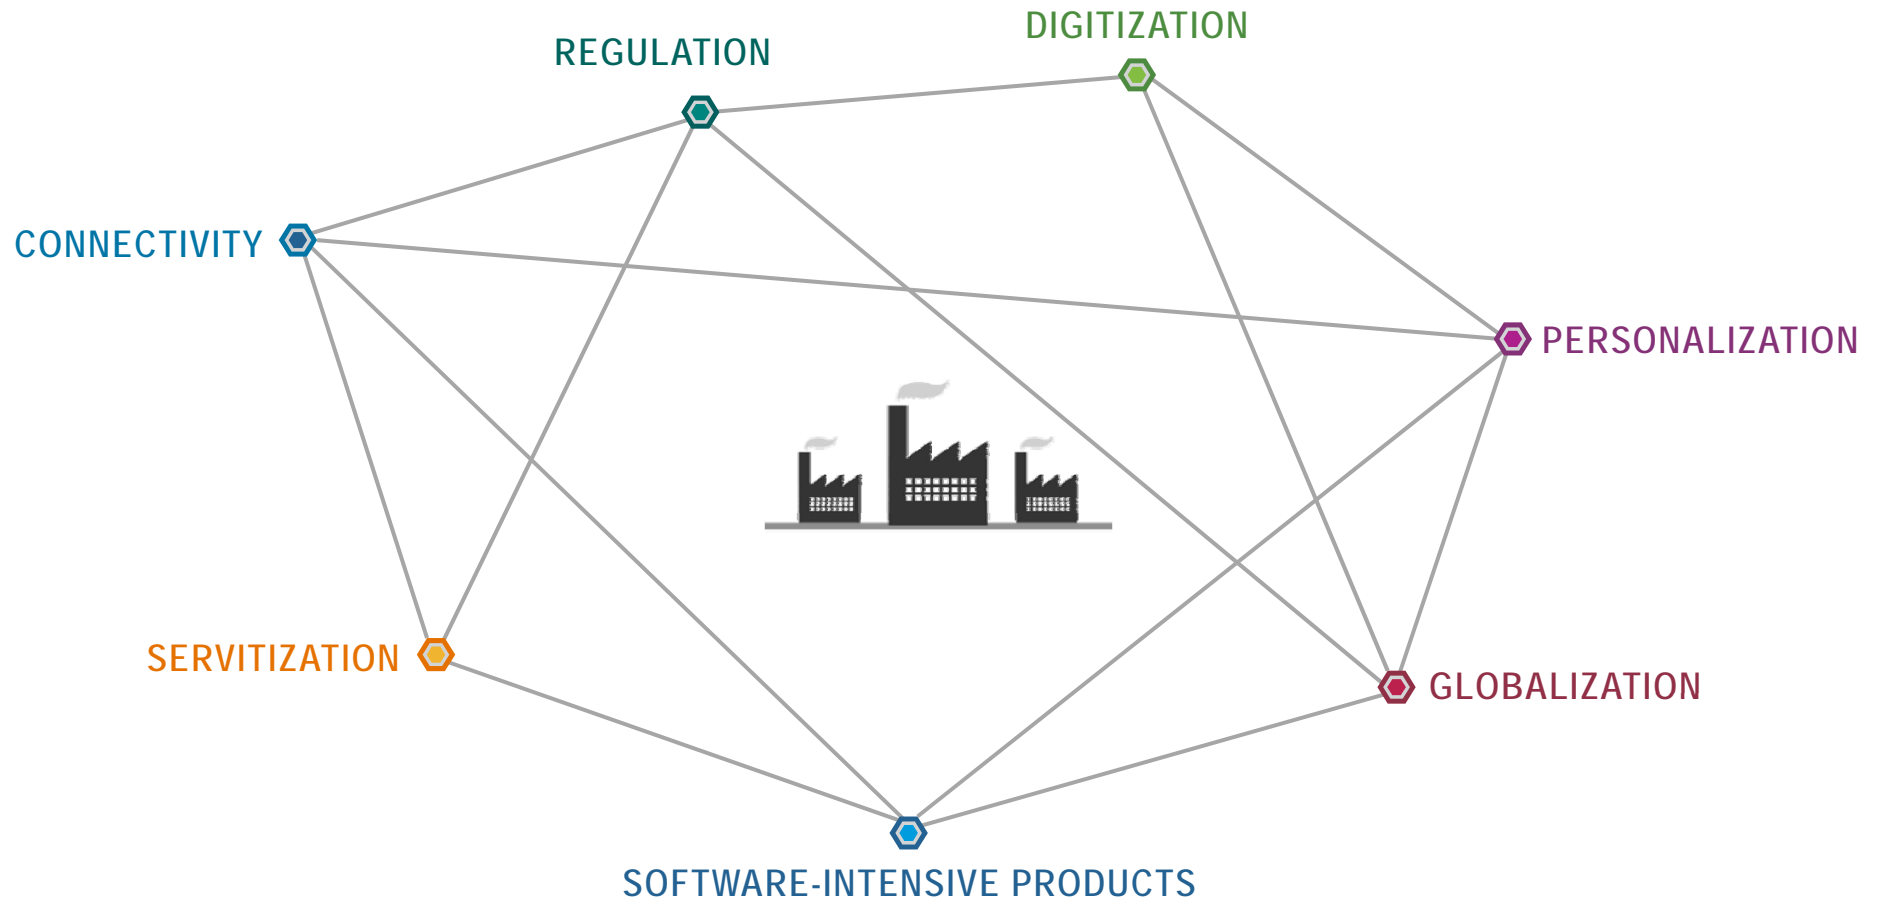 DIGITIZATION
REGULATION
CONNECTIVITY
PERSONALIZATION
SERVITIZATION
GLOBALIZATION
SOFTWARE-INTENSIVE PRODUCTS